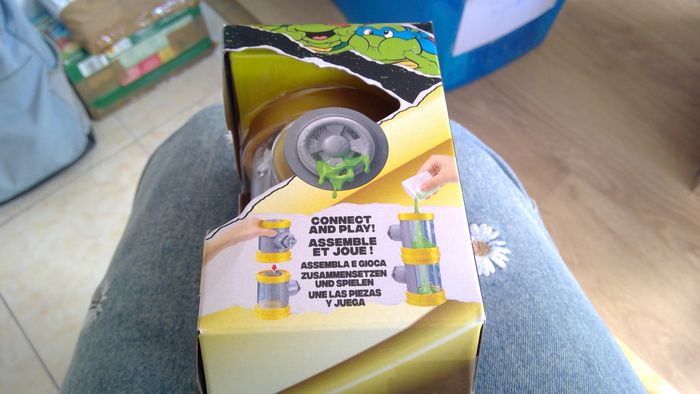 CONNECT
AND PLAY!
ASSEMBLE
ET JOUE !
ASSEMBLA E GIOCA
ZUSAMMENSETZEN
UND SPIELEN
UNE LAS PIEZAS
Y JUEGA